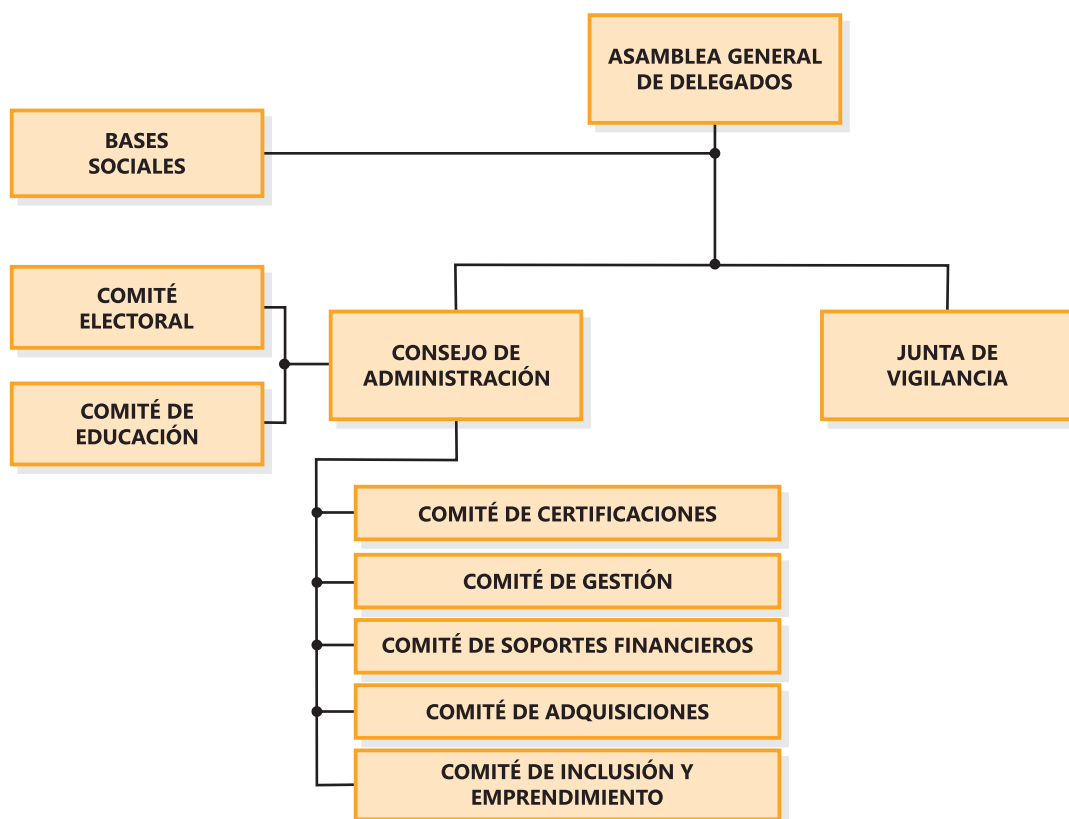 ASAMBLEA GENERAL
DE DELEGADOS
BASES
SOCIALES
COMITÉ
ELECTORAL
COMITÉ DE
EDUCACIÓN
CONSEJO DE
ADMINISTRACIÓN
JUNTA DE
VIGILANCIA
COMITÉ DE CERTIFICACIONES
COMITÉ DE GESTIÓN
COMITÉ DE SOPORTES FINANCIEROS
COMITÉ DE ADQUISICIONES
COMITÉ DE INCLUSIÓN Y
EMPRENDIMIENTO